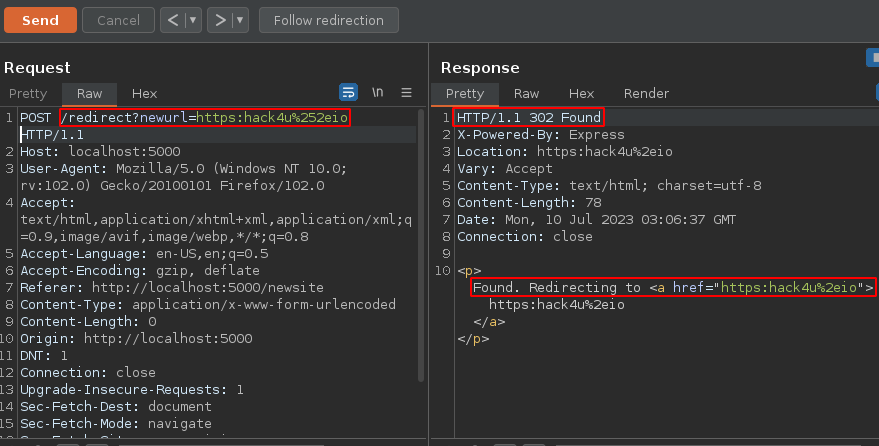 Send Cancel < > Follow redirection
Request
Pretty Raw Hex \n
1 POST /redirect?newurl=https:hack4u%252eio
HTTP/1.1
2 Host: localhost:5000
3 User-Agent: Mozilla/5.0 (Windows NT 10.0;
rv:102.0) Gecko/20100101 Firefox/102.0
4 Accept:
text/html,application/xhtml+xml,application/xml;q
=0.9,image/avif,image/webp,*/*;q=0.8
5 Accept-Language: en-US,en;q=0.5
6 Accept-Encoding: gzip, deflate
7 Referer: http://localhost:5000/newsite
8 Content-Type: application/x-www-form-urlencoded
9 Content-Length: 0
10 Origin: http://localhost:5000
11 DNT: 1
12 Connection: close
13 Upgrade-Insecure-Requests: 1
14 Sec-Fetch-Dest: document
15 Sec-Fetch-Mode: navigate
Response
Pretty Raw Hex Render
1 HTTP/1.1 302 Found
2 X-Powered-By: Express
3 Location: https:hack4u%2eio
4 Vary: Accept
5 Content-Type: text/html; charset=utf-8
6 Content-Length: 78
7 Date: Mon, 10 Jul 2023 03:06:37 GMT
8 Connection: close
9
10 <p>
Found. Redirecting to <a href="https:hack4u%2eio">
https:hack4u%2eio
</a>
</p>